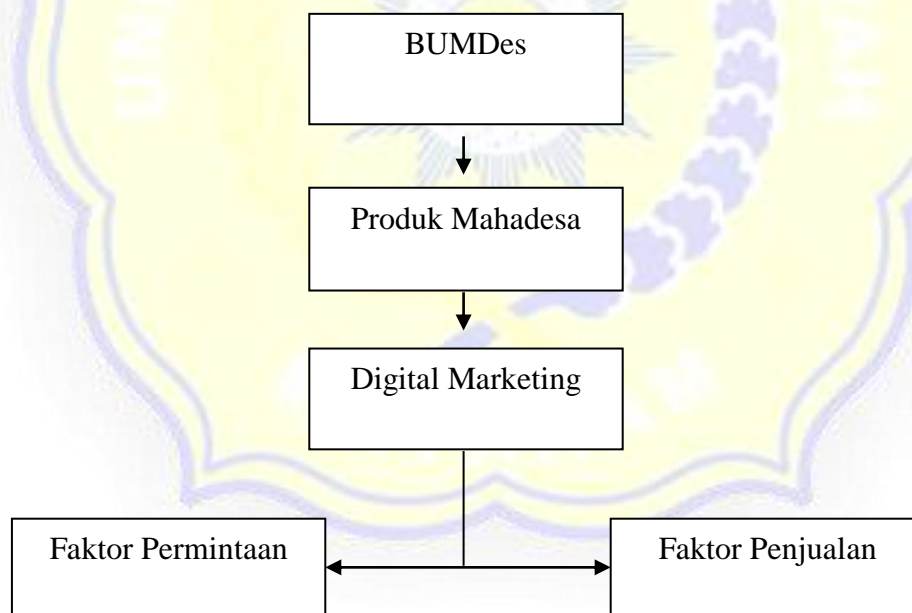 BUMDes
Produk Mahadesa
Digital Marketing
Faktor Permintaan
Faktor Penjualan